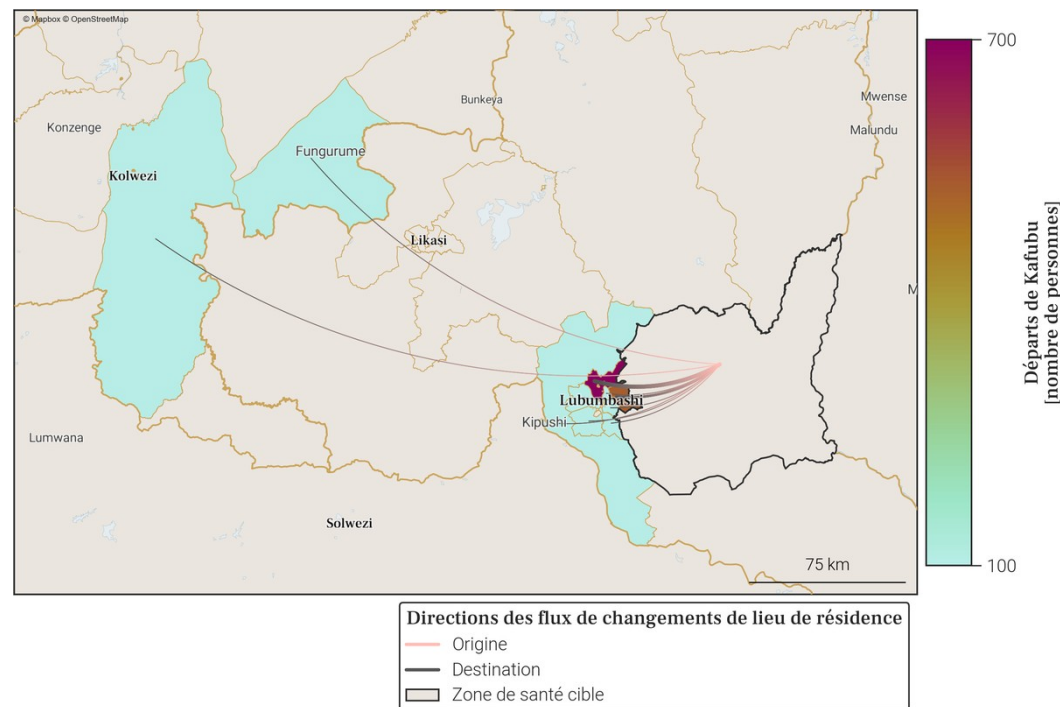 © Mapbox © OpenStreetMap
Bunkeya
Mwense
Konzenge
Malundu
Fungurume
Kolwezi
Likasi
M
Lubumbashi
Kipushi
Lumwana
Solwezi
75 km
700
100
Départs de Kafubu
[nombre de personnes]
Directions des flux de changements de lieu de résidence
Origine
Destination
Zone de santé cible